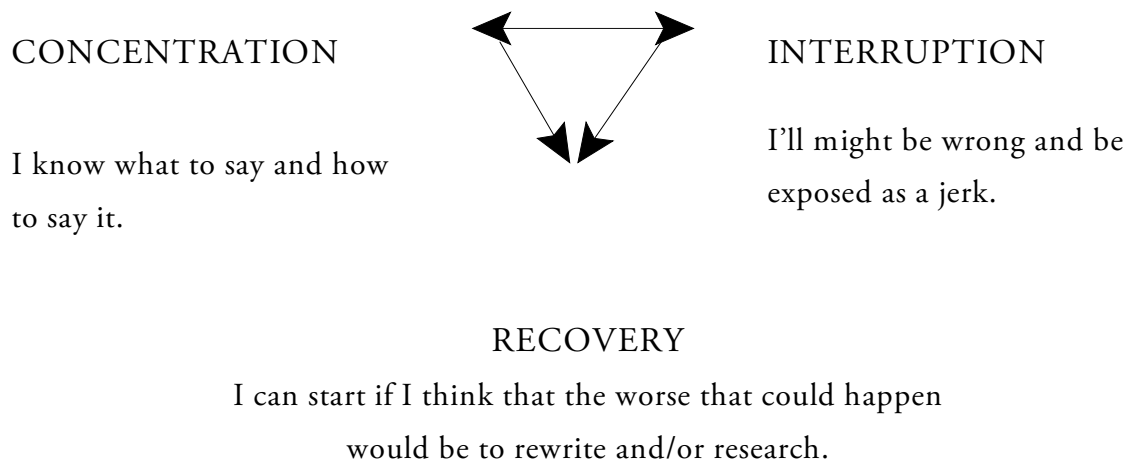 CONCENTRATION
I know what to say and how
to say it.
INTERRUPTION
I’ll might be wrong and be
exposed as a jerk.
RECOVERY
I can start if I think that the worse that could happen
would be to rewrite and/or research.